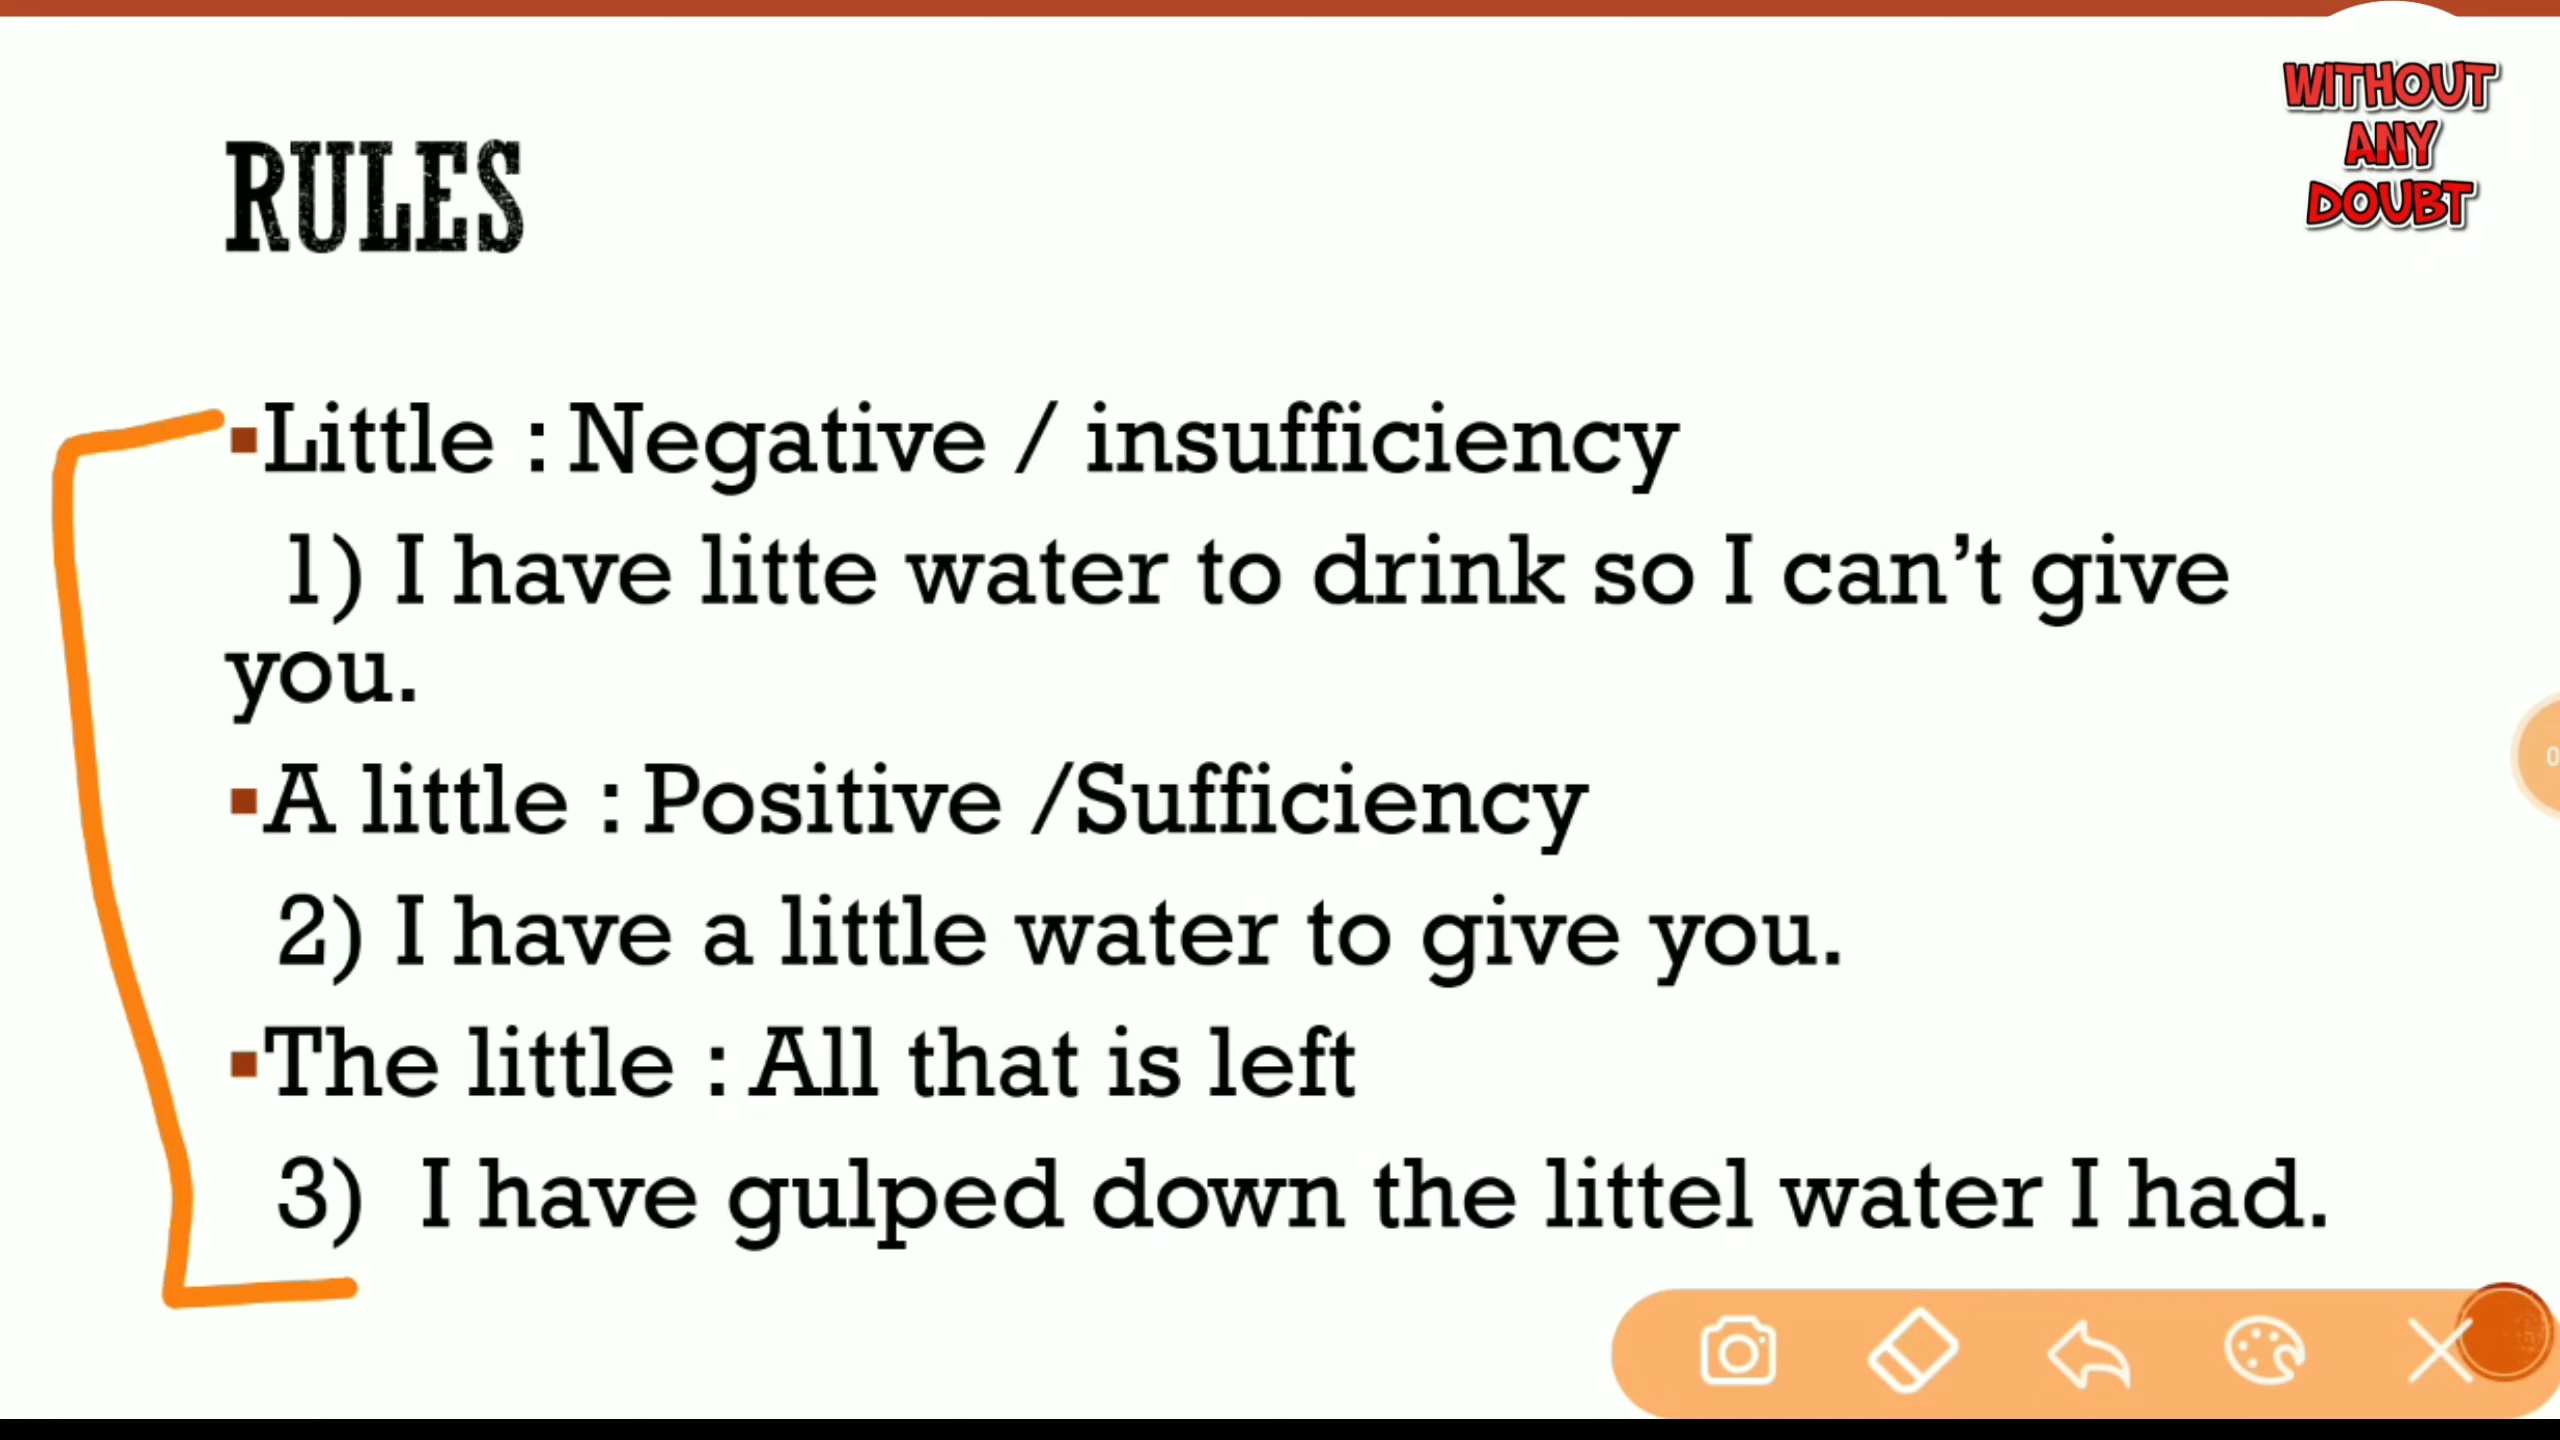 WITHOUT
ANY
DOUBT
RULES
▪Little : Negative / insufficiency
1) I have litte water to drink so I can’t give
you.
▪A little : Positive /Sufficiency
2) I have a little water to give you.
▪The little : All that is left
3) I have gulped down the littel water I had.